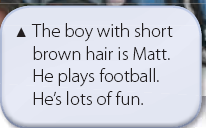 ▲ The boy with short
brown hair is Matt.
He plays football.
He's lots of fun.